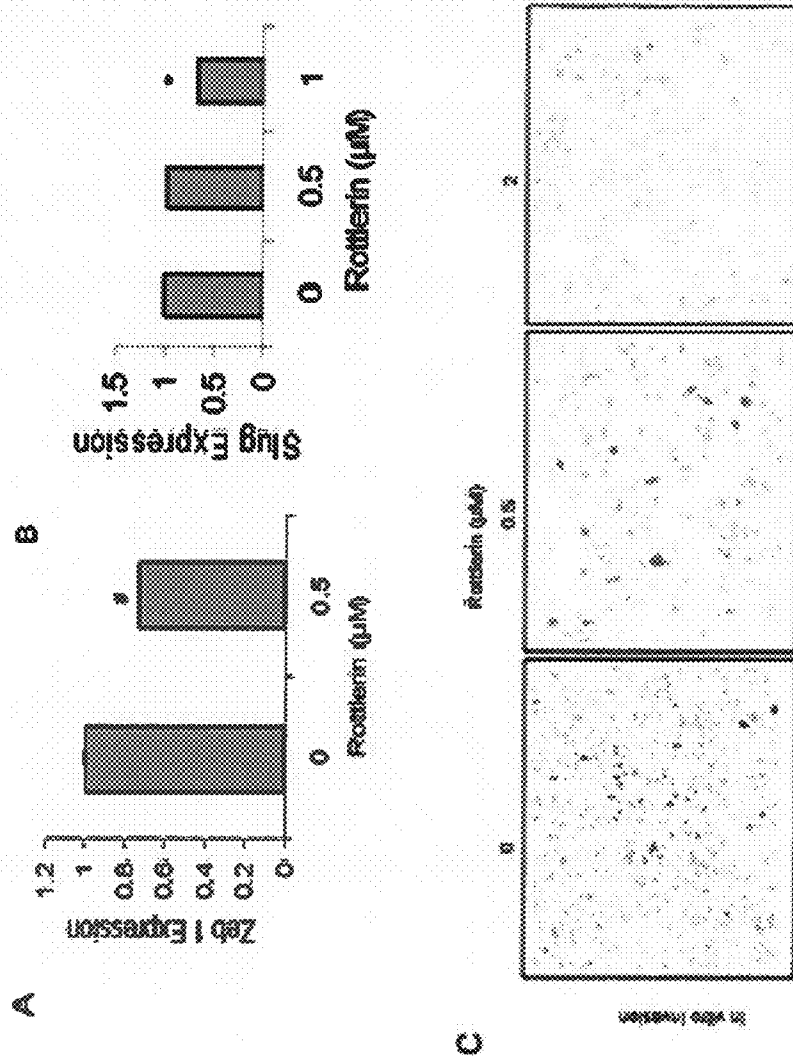 A
Zeb 1 Expression
1.2
1
0.8
0.6
0.4
0.2
0
0
0.5
Rottlerin (µM)
B
Slug Expression
1.5
1
0.5
0
0
0.5
1
Rottlerin (µM)
C
Rottlerin (µM)
0
0.5
2
In vitro Invasion